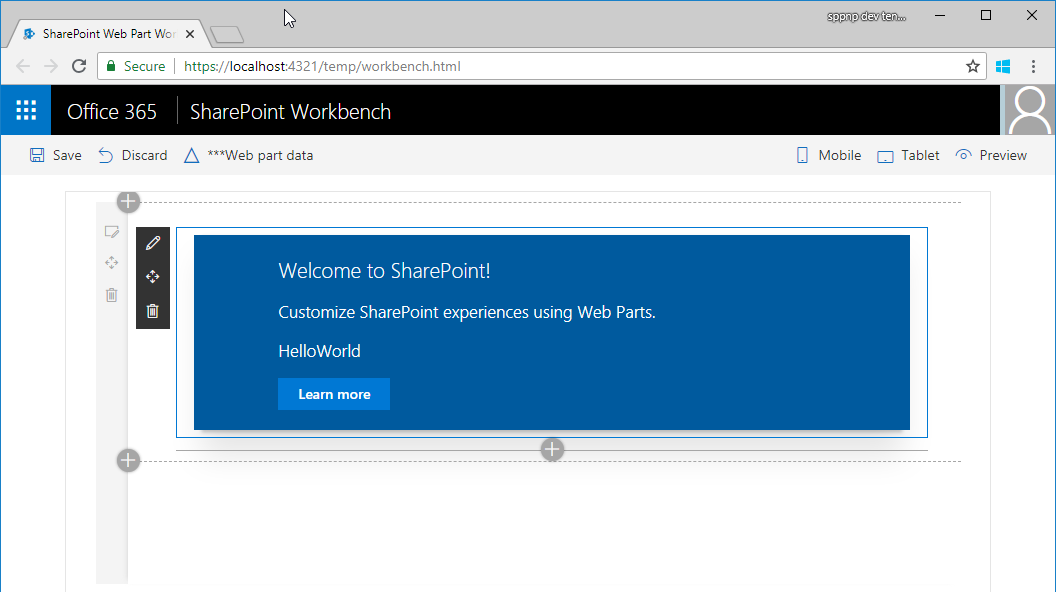 sppnp dev ten...
SharePoint Web Part Wor
Secure https://localhost:4321/temp/workbench.html
Office 365 SharePoint Workbench
Save Discard ***Web part data Mobile Tablet Preview
Welcome to SharePoint!
Customize SharePoint experiences using Web Parts.
HelloWorld
Learn more